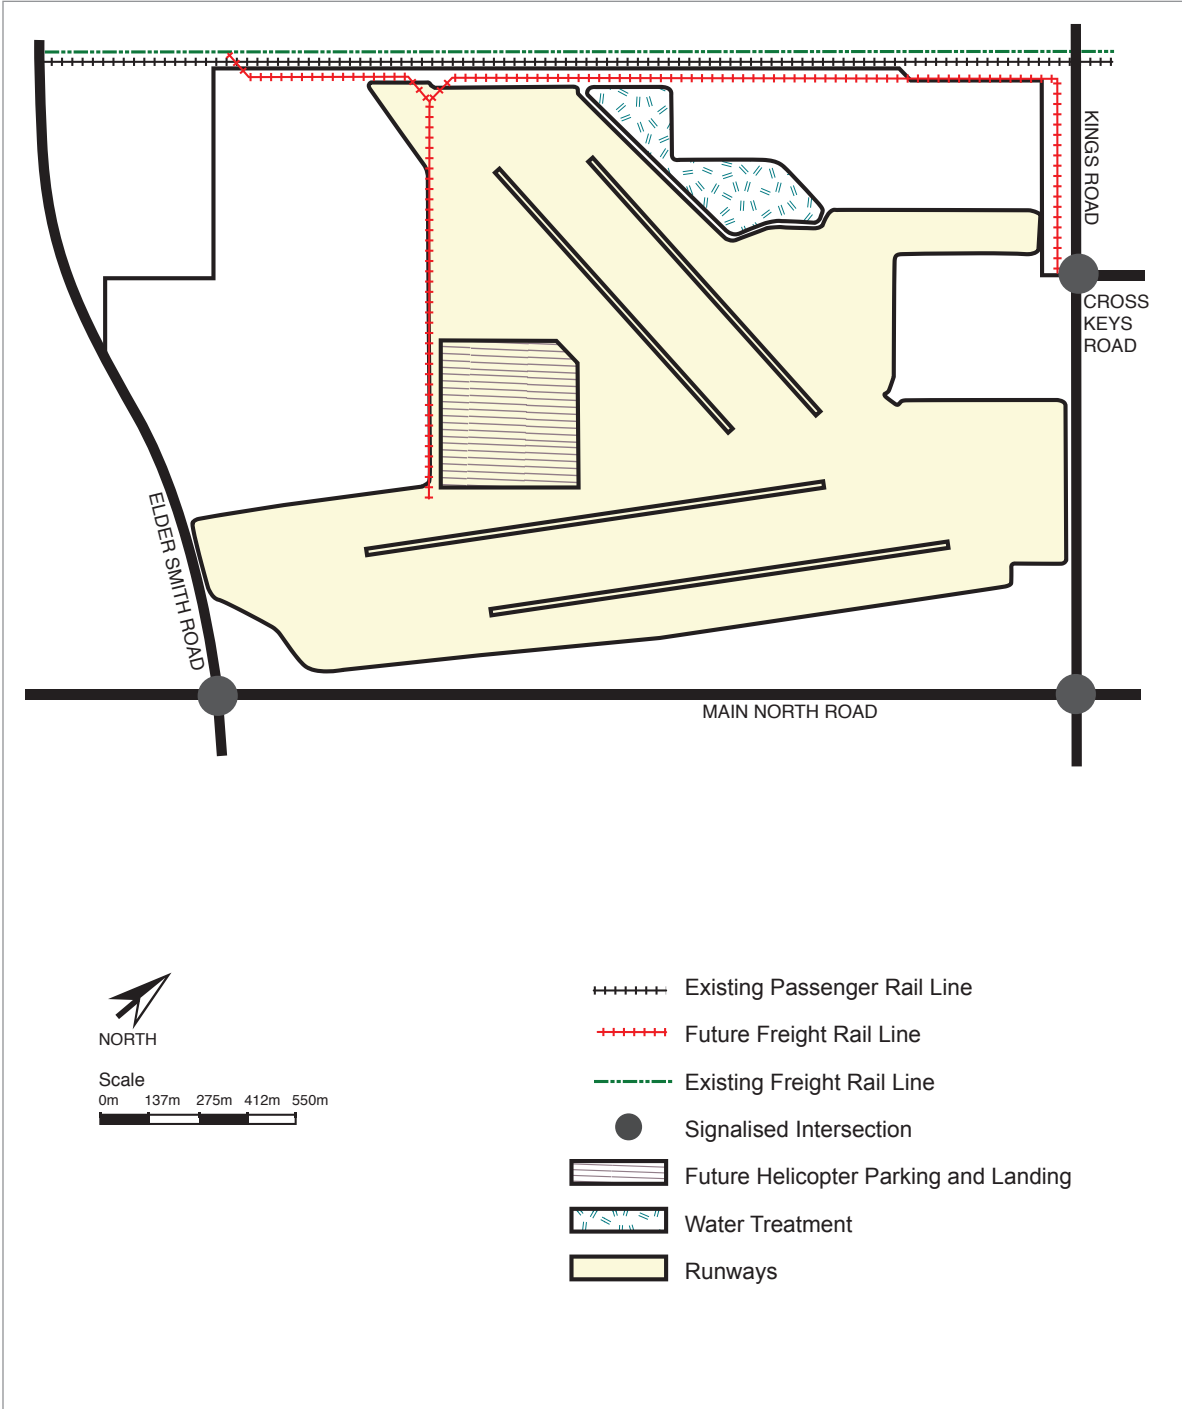 KINGS ROAD
CROSS
KEYS
ROAD
ELDER SMITH ROAD
MAIN NORTH ROAD
NORTH
Scale
0m 137m 275m 412m 550m
Existing Passenger Rail Line
Future Freight Rail Line
Existing Freight Rail Line
Signalised Intersection
Future Helicopter Parking and Landing
Water Treatment
Runways